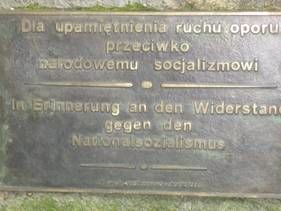 Dla upamiętnienia ruchu oporu
przeciwko
narodowemu socjalizmowi
In Erinnerung an den Widerstand
gegen den
Nationalsozialismus